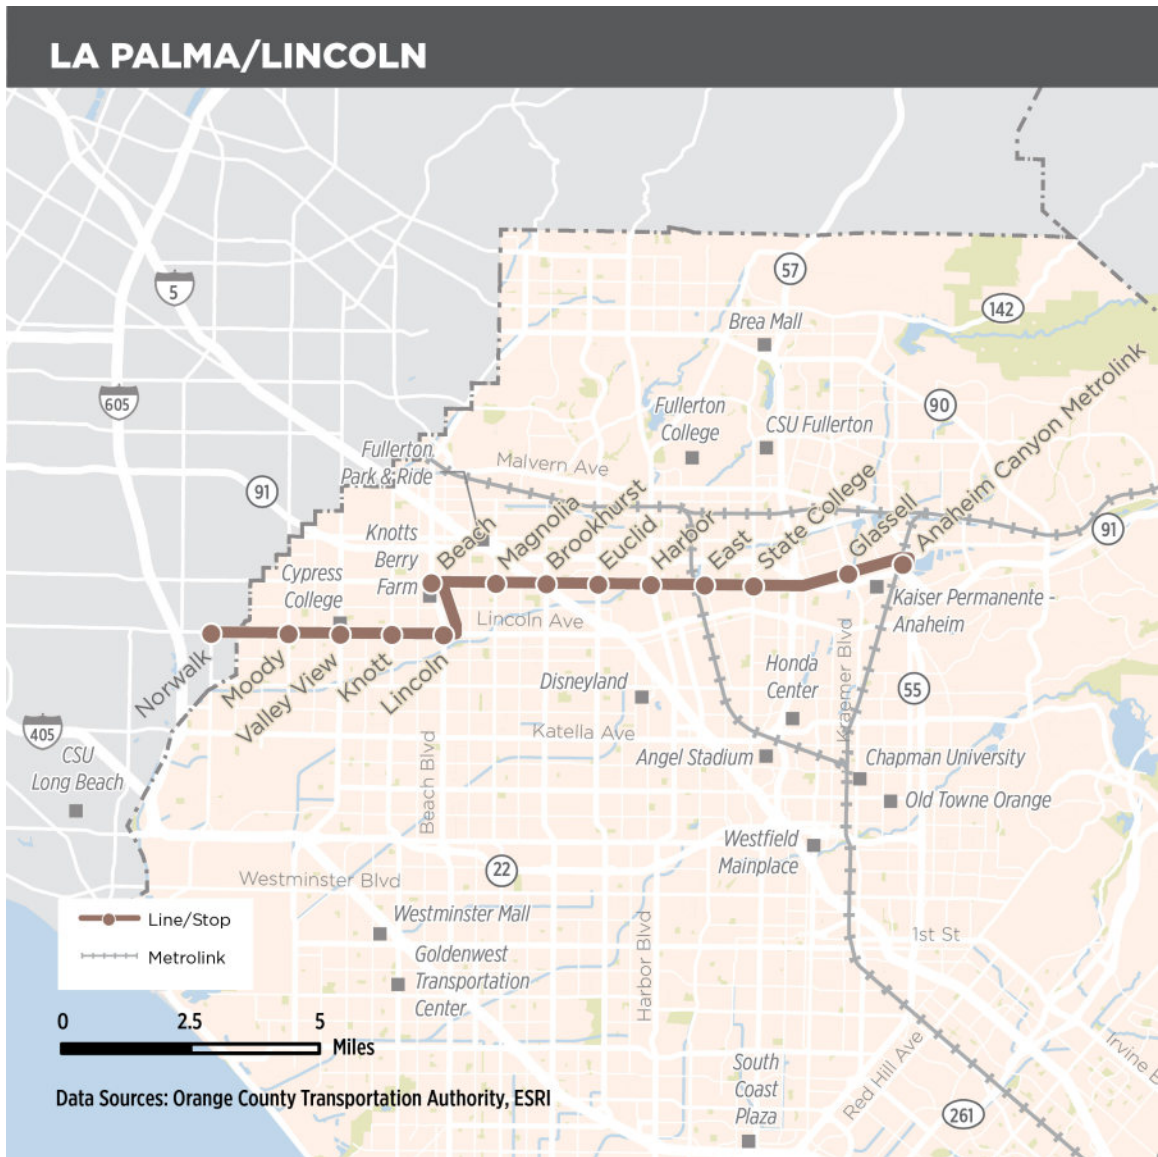 LA PALMA/LINCOLN
5
57
142
Brea Mall
605
90
Fullerton
College
CSU Fullerton
Anaheim Canyon Metrolink
Fullerton
Park & Ride
Malvern Ave
91
91
Knotts
Berry
Farm
Beach
Magnolia
Brookhurst
Euclid
Harbor
East
State College
Glassell
Cypress
College
Kaiser Permanente -
Anaheim
Lincoln Ave
Norwalk
Moody
Valley View
Knott
Lincoln
Kraemer Blvd
Honda
Center
Disneyland
55
405
CSU
Long Beach
Katella Ave
Beach Blvd
Angel Stadium
Chapman University
Old Towne Orange
Westfield
Mainplace
22
Westminster Blvd
Westminster Mall
Goldenwest
Transportation
Center
Harbor Blvd
1st St
Line/Stop
Metrolink
0 2.5 5
Miles
South
Coast
Plaza
Red Hill Ave
Irvine B
261
Data Sources: Orange County Transportation Authority, ESRI